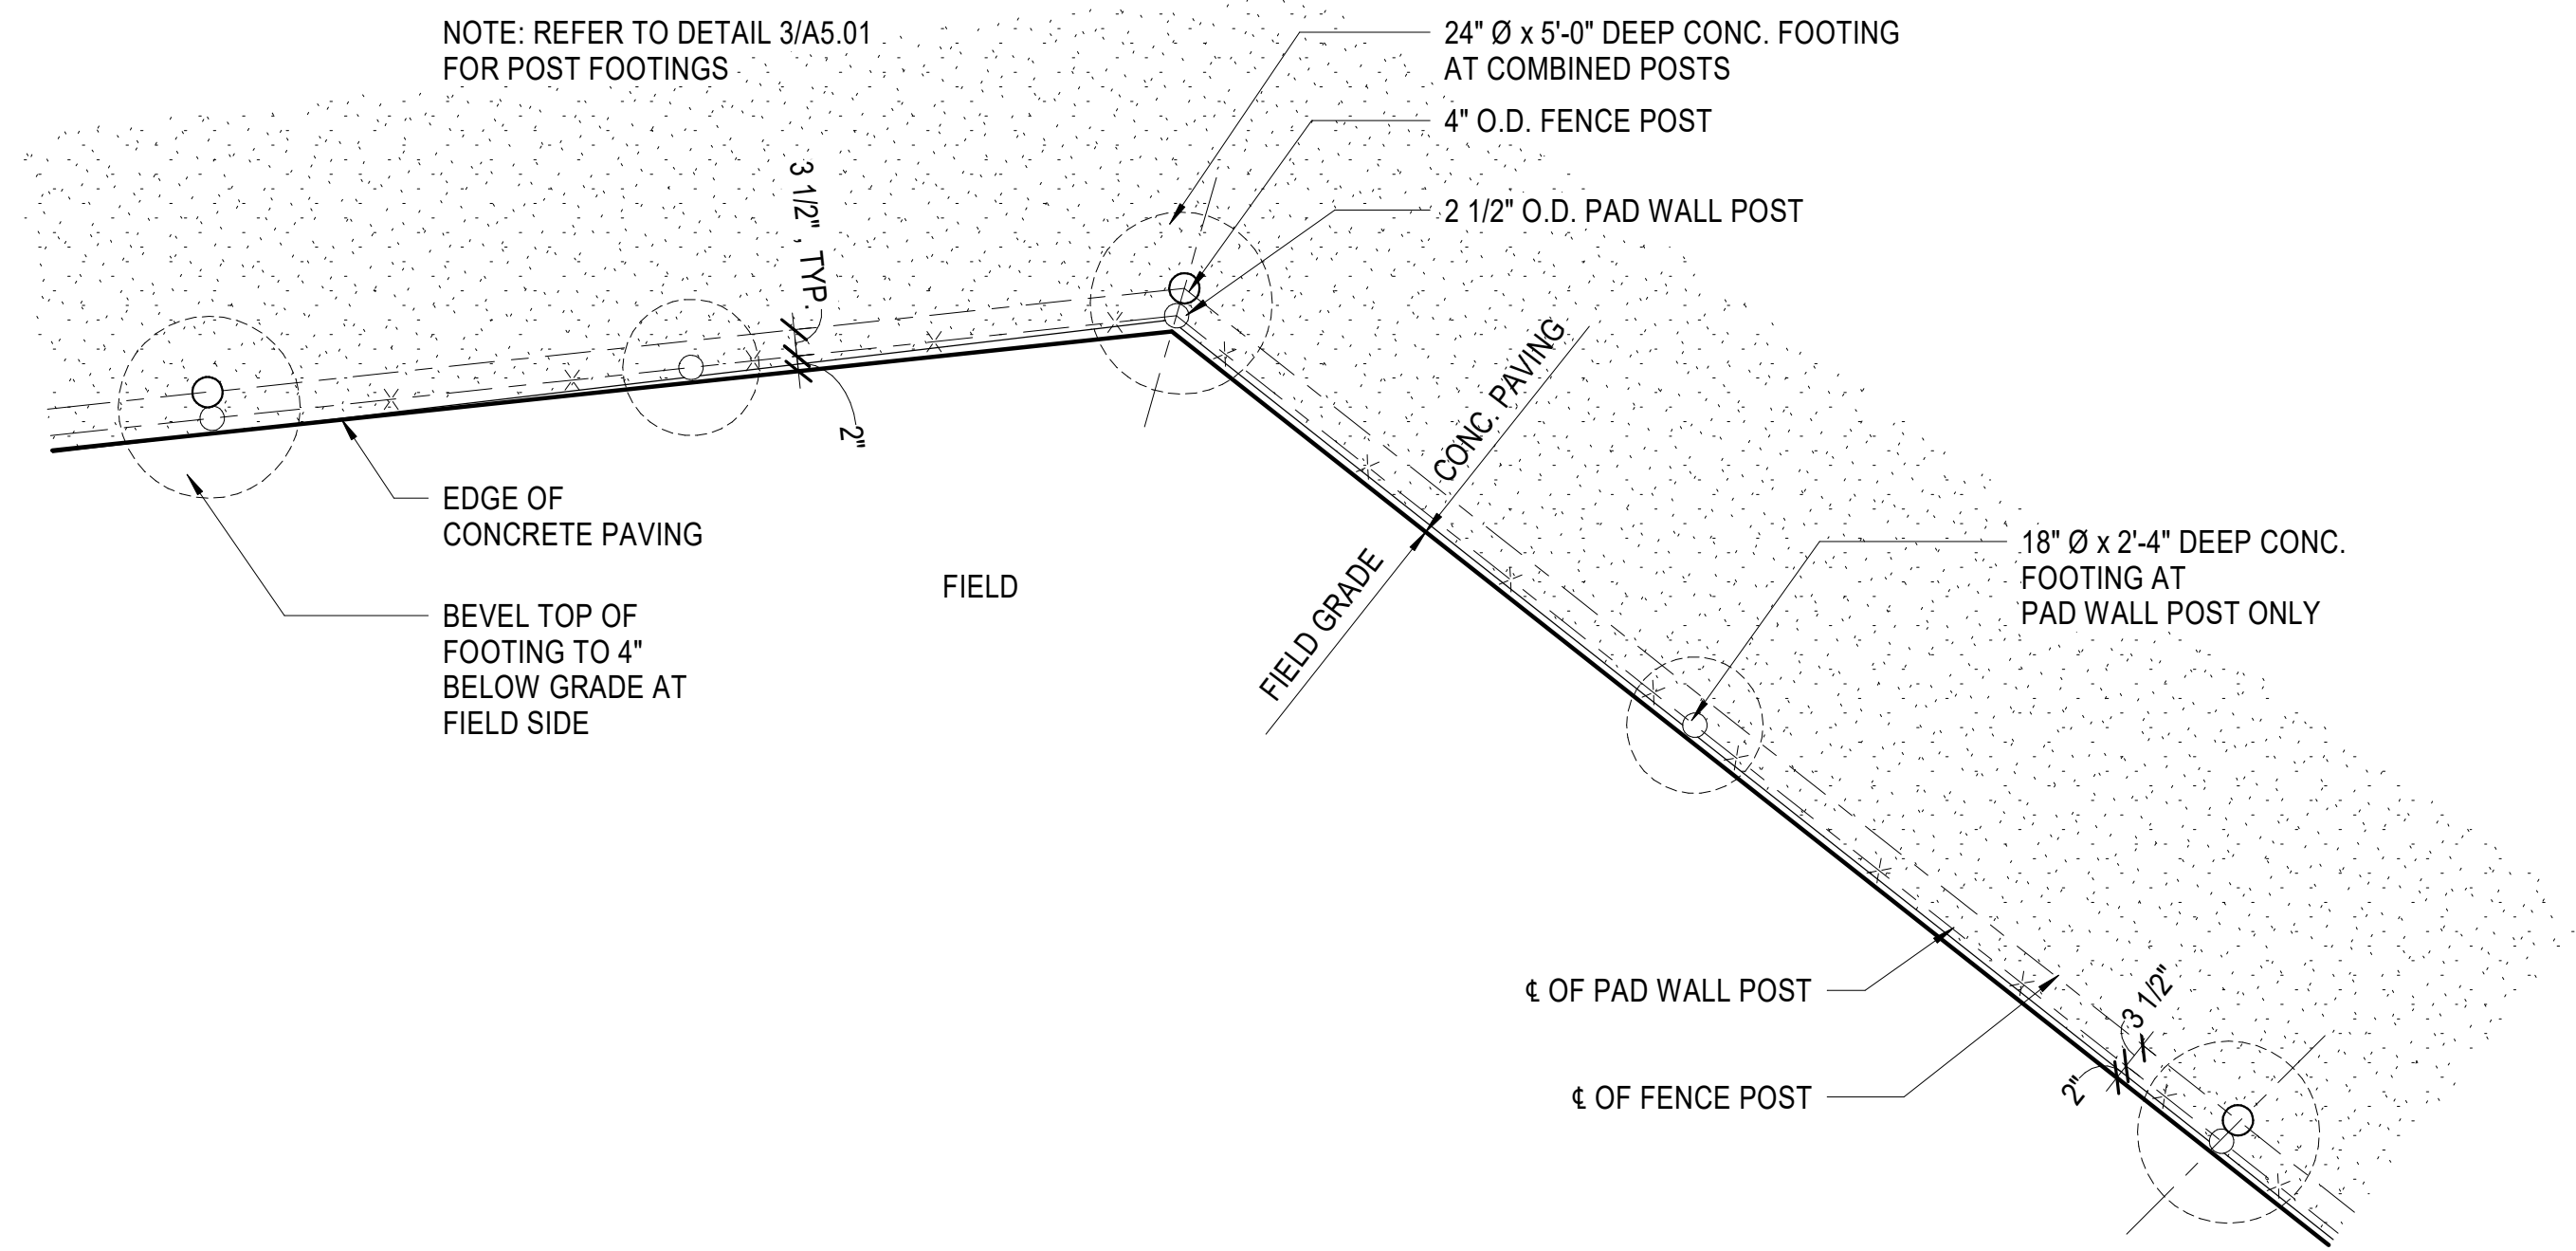 NOTE: REFER TO DETAIL 3/A5.01
FOR POST FOOTINGS
24" Ø x 5'-0" DEEP CONC. FOOTING
AT COMBINED POSTS
4" O.D. FENCE POST
2 1/2" O.D. PAD WALL POST
3 1/2" , TYP.
2"
CONC. PAVING
FIELD GRADE
EDGE OF
CONCRETE PAVING
FIELD
18" Ø x 2'-4" DEEP CONC.
FOOTING AT
PAD WALL POST ONLY
BEVEL TOP OF
FOOTING TO 4"
BELOW GRADE AT
FIELD SIDE
℄ OF PAD WALL POST
3 1/2"
2"
℄ OF FENCE POST